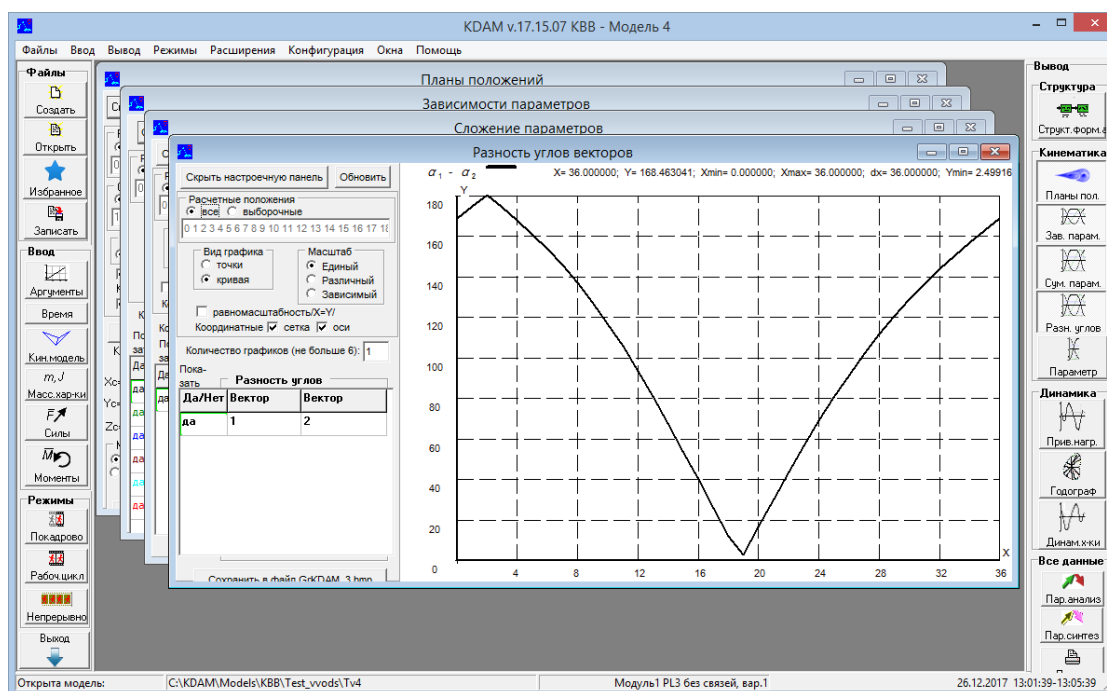 KDAM v.17.15.07 KBB - Модель 4
Файлы Ввод Вывод Режимы Расширения Конфигурация Окна Помощь
Файлы
Создать
Открыть
Избранное
Записать
Ввод
Аргументы
Время
Кин.модель
m, J
Масс.хар-ки
F
Силы
M
Моменты
Режимы
Покадрово
Рабоч.цикл
Непрерывно
Выход
Планы положений
Зависимости параметров
Сложение параметров
Разность углов векторов
Скрыть настроечную панель Обновить
Расчетные положения
все выборочные
0 1 2 3 4 5 6 7 8 9 10 11 12 13 14 15 16 17 18
Вид графика
точки
кривая
Масштаб
Единый
Различный
Зависимый
равномасштабность/X=Y/
Координатные сетка оси
Количество графиков (не больше 6): 1
Пока-
зать Разность углов
Да/Нет Вектор Вектор
да 1 2
Сохранить в файл GrKDAM_3.bmp
α1 - α2 X= 36.000000; Y= 168.463041; Xmin= 0.000000; Xmax= 36.000000; dx= 36.000000; Ymin= 2.49916
Y
180
160
140
120
100
80
60
40
20
0
4 8 12 16 20 24 28 32 36
X
Xc=
Yc=
Zc=
Вывод
Структура
Структ.форм.а
Кинематика
Планы пол.
Зав. парам.
Сум. парам.
Разн. углов
Параметр
Динамика
Прив.нагр.
Годограф
Динам.х-ки
Все данные
Пар.анализ
Пар.синтез
Открыта модель: C:\KDAM\Models\KBB\Test_vvods\Tv4 Модуль1 PL3 без связей, вар.1 26.12.2017 13:01:39-13:05:39